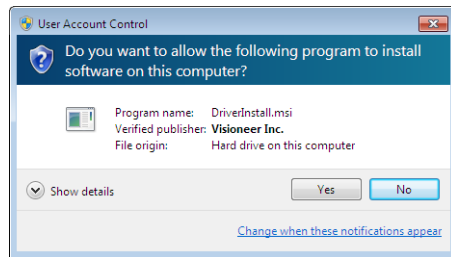 User Account Control
Do you want to allow the following program to install
software on this computer?
Program name: DriverInstall.msi
Verified publisher: Visioneer Inc.
File origin: Hard drive on this computer
Show details
Yes
No
Change when these notifications appear